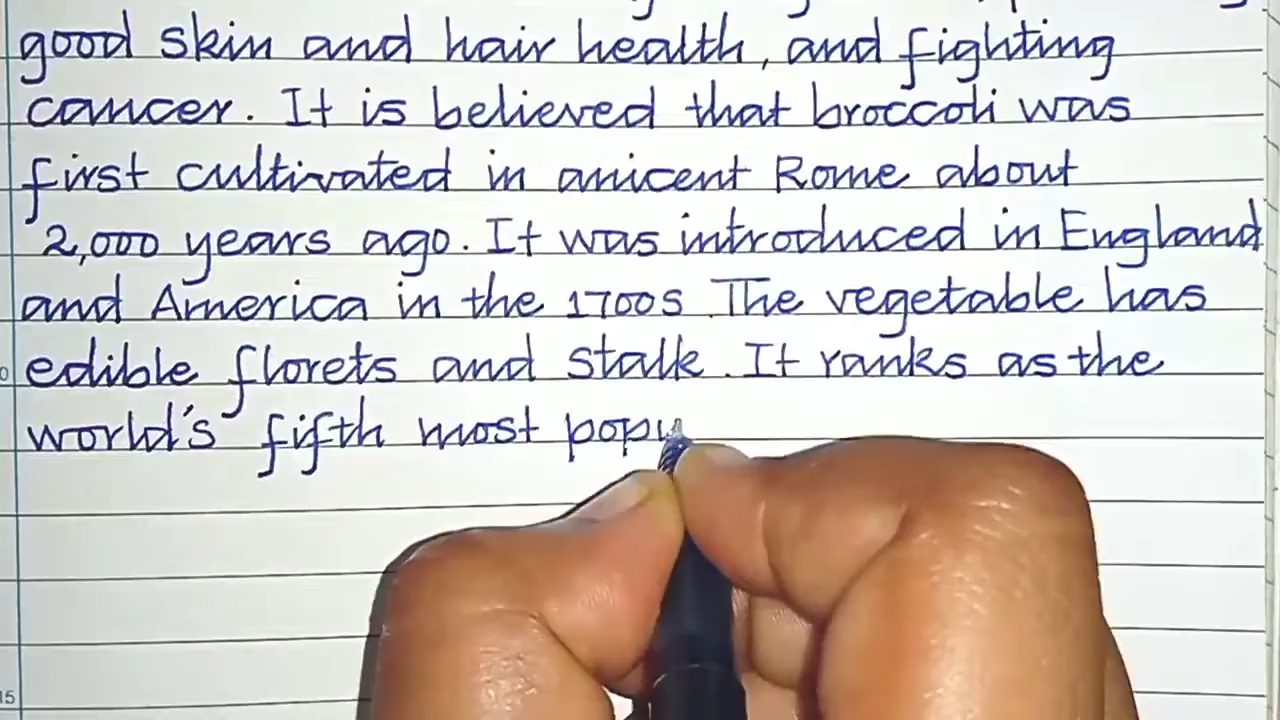 good skin and hair health, and fighting
cancer. It is believed that broccoli was
first cultivated in anicent Rome about
2,000 years ago. It was introduced in England
and America in the 1700s. The vegetable has
edible florets and stalk. It ranks as the
world's fifth most popu
15